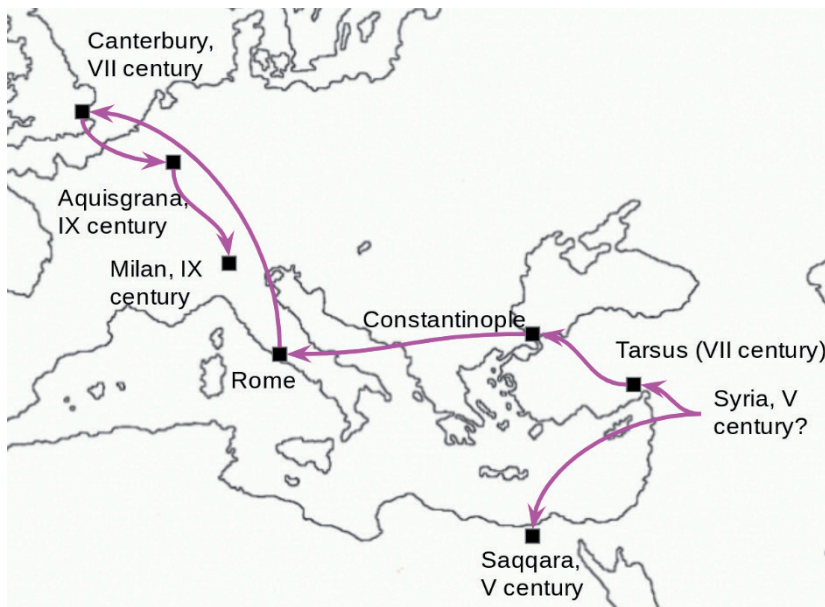 Canterbury,
VII century
Aquisgrana,
IX century
Milan, IX
century
Constantinople
Rome
Tarsus (VII century)
Syria, V
century?
Saqqara,
V century